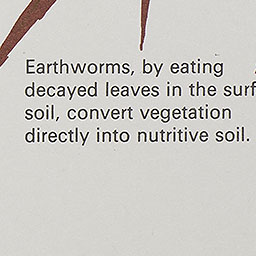 Earthworms, by eating
decayed leaves in the surf
soil, convert vegetation
directly into nutritive soil.